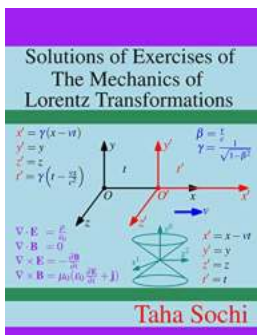 Solutions of Exercises of
The Mechanics of
Lorentz Transformations
x' = γ(x − vt)
y' = y
z' = z
t' = γ(t − vx/c²)
β = v/c
γ = 1/√(1−β²)
y
y'
t
t'
O
O'
x
x'
z
z'
v
∇ · E = ρ/ε₀
∇ · B = 0
∇ × E = −∂B/∂t
∇ × B = μ₀(ε₀ ∂E/∂t + j)
x' = x − vt
y' = y
z' = z
t' = t
Taha Sochi